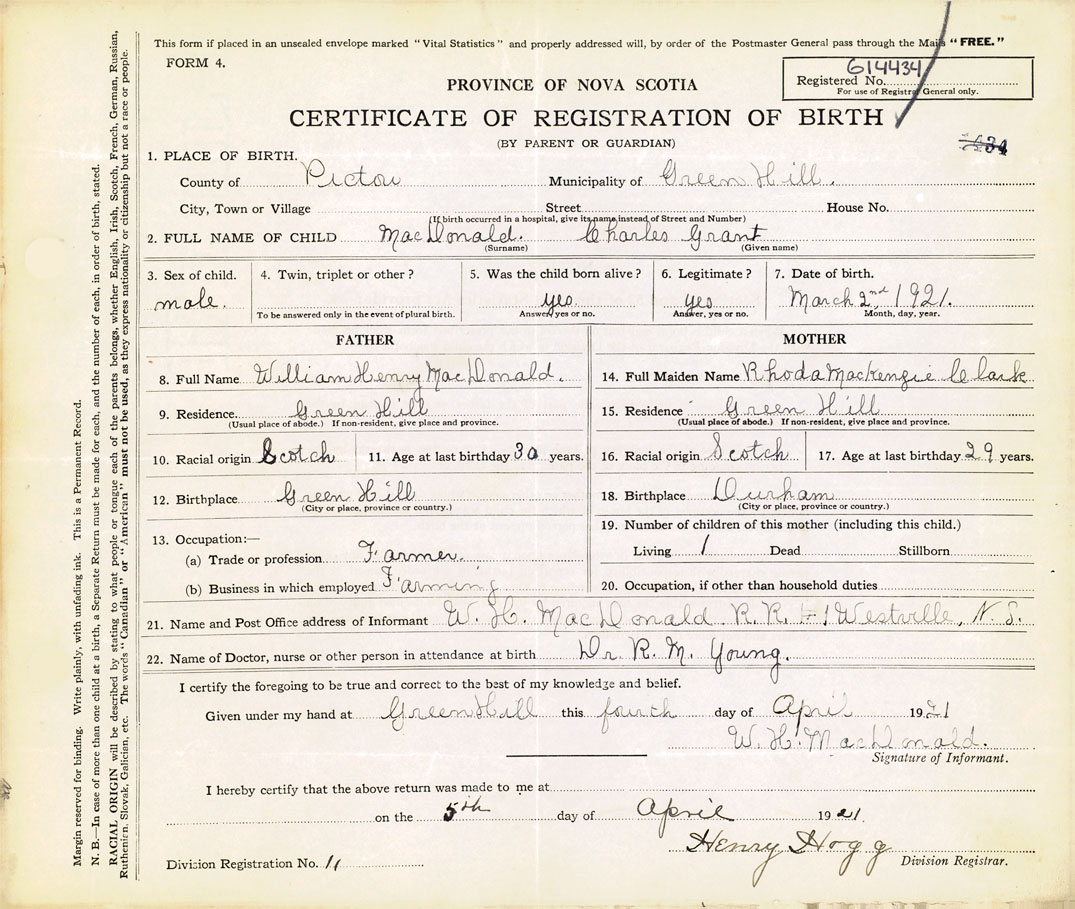 This form if placed in an unsealed envelope marked "Vital Statistics" and properly addressed will, by order of the Postmaster General pass through the Mails "FREE."
FORM 4.
614434
Registered No.
For use of Registrar General only.
PROVINCE OF NOVA SCOTIA
CERTIFICATE OF REGISTRATION OF BIRTH
(BY PARENT OR GUARDIAN)
1. PLACE OF BIRTH.
County of Pictou Municipality of Green Hill.
City, Town or Village Street House No.
(If birth occurred in a hospital, give its name instead of Street and Number)
2. FULL NAME OF CHILD MacDonald. Charles Grant
(Surname) (Given name)
3. Sex of child. 4. Twin, triplet or other? 5. Was the child born alive? 6. Legitimate? 7. Date of birth.
male. yes. yes March 2nd 1921.
To be answered only in the event of plural birth. Answer, yes or no. Answer, yes or no. Month, day, year.
FATHER
8. Full Name William Henry MacDonald.
9. Residence. Green Hill
(Usual place of abode.) If non-resident, give place and province.
10. Racial origin Scotch 11. Age at last birthday 30 years.
12. Birthplace Green Hill
(City or place, province or country.)
13. Occupation:—
(a) Trade or profession Farmer.
(b) Business in which employed Farming
MOTHER
14. Full Maiden Name Rhoda MacKenzie Clark
15. Residence Green Hill
(Usual place of abode.) If non-resident, give place and province.
16. Racial origin Scotch 17. Age at last birthday 29 years.
18. Birthplace Durham
(City or place, province or country.)
19. Number of children of this mother (including this child.)
Living 1 Dead Stillborn
20. Occupation, if other than household duties
21. Name and Post Office address of Informant W. H. MacDonald R.R. #1 Westville, N.S.
22. Name of Doctor, nurse or other person in attendance at birth Dr. R. M. Young.
I certify the foregoing to be true and correct to the best of my knowledge and belief.
Given under my hand at Green Hill this fourth day of April 1921
W. H. MacDonald.
Signature of Informant.
I hereby certify that the above return was made to me at
on the 5th day of April 1921.
Henry Hogg
Division Registrar.
Division Registration No. 11
Margin reserved for binding. Write plainly, with unfading ink. This is a Permanent Record.
N. B.—In case of more than one child at a birth, a Separate Return must be made for each, and the number of each, in order of birth, stated.
RACIAL ORIGIN will be described by stating to what people or tongue each of the parents belongs, whether English, Irish, Scotch, French, German, Russian,
Ruthenian, Slovak, Galician, etc. The words "Canadian" or "American" must not be used, as they express nationality or citizenship but not a race or people.